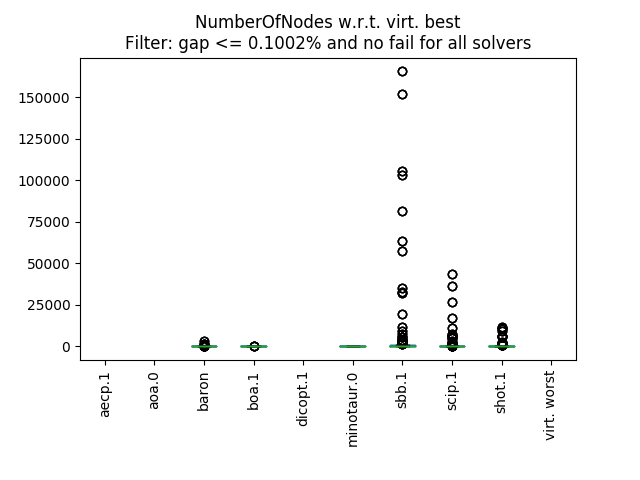 NumberOfNodes w.r.t. virt. best
Filter: gap <= 0.1002% and no fail for all solvers
150000
125000
100000
75000
50000
25000
0
aecp.1
aoa.0
baron
boa.1
dicopt.1
minotaur.0
sbb.1
scip.1
shot.1
virt. worst